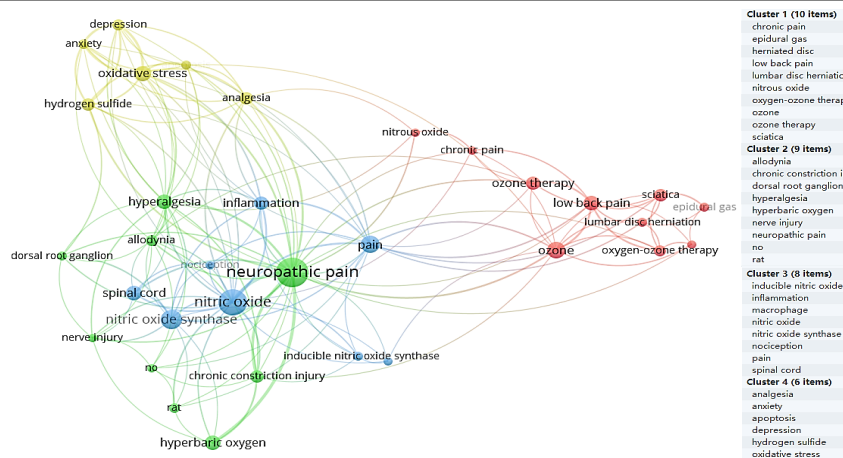 depression
anxiety
oxidative stress
hydrogen sulfide
analgesia
nitrous oxide
chronic pain
ozone therapy
sciatica
low back pain
epidural gas
lumbar disc herniation
ozone
oxygen-ozone therapy
hyperalgesia
inflammation
allodynia
pain
dorsal root ganglion
nociception
neuropathic pain
spinal cord
nitric oxide
nitric oxide synthase
nerve injury
inducible nitric oxide synthase
no
chronic constriction injury
rat
hyperbaric oxygen
Cluster 1 (10 items)
chronic pain
epidural gas
herniated disc
low back pain
lumbar disc herniatio
nitrous oxide
oxygen-ozone therap
ozone
ozone therapy
sciatica
Cluster 2 (9 items)
allodynia
chronic constriction i
dorsal root ganglion
hyperalgesia
hyperbaric oxygen
nerve injury
neuropathic pain
no
rat
Cluster 3 (8 items)
inducible nitric oxide
inflammation
macrophage
nitric oxide
nitric oxide synthase
nociception
pain
spinal cord
Cluster 4 (6 items)
analgesia
anxiety
apoptosis
depression
hydrogen sulfide
oxidative stress